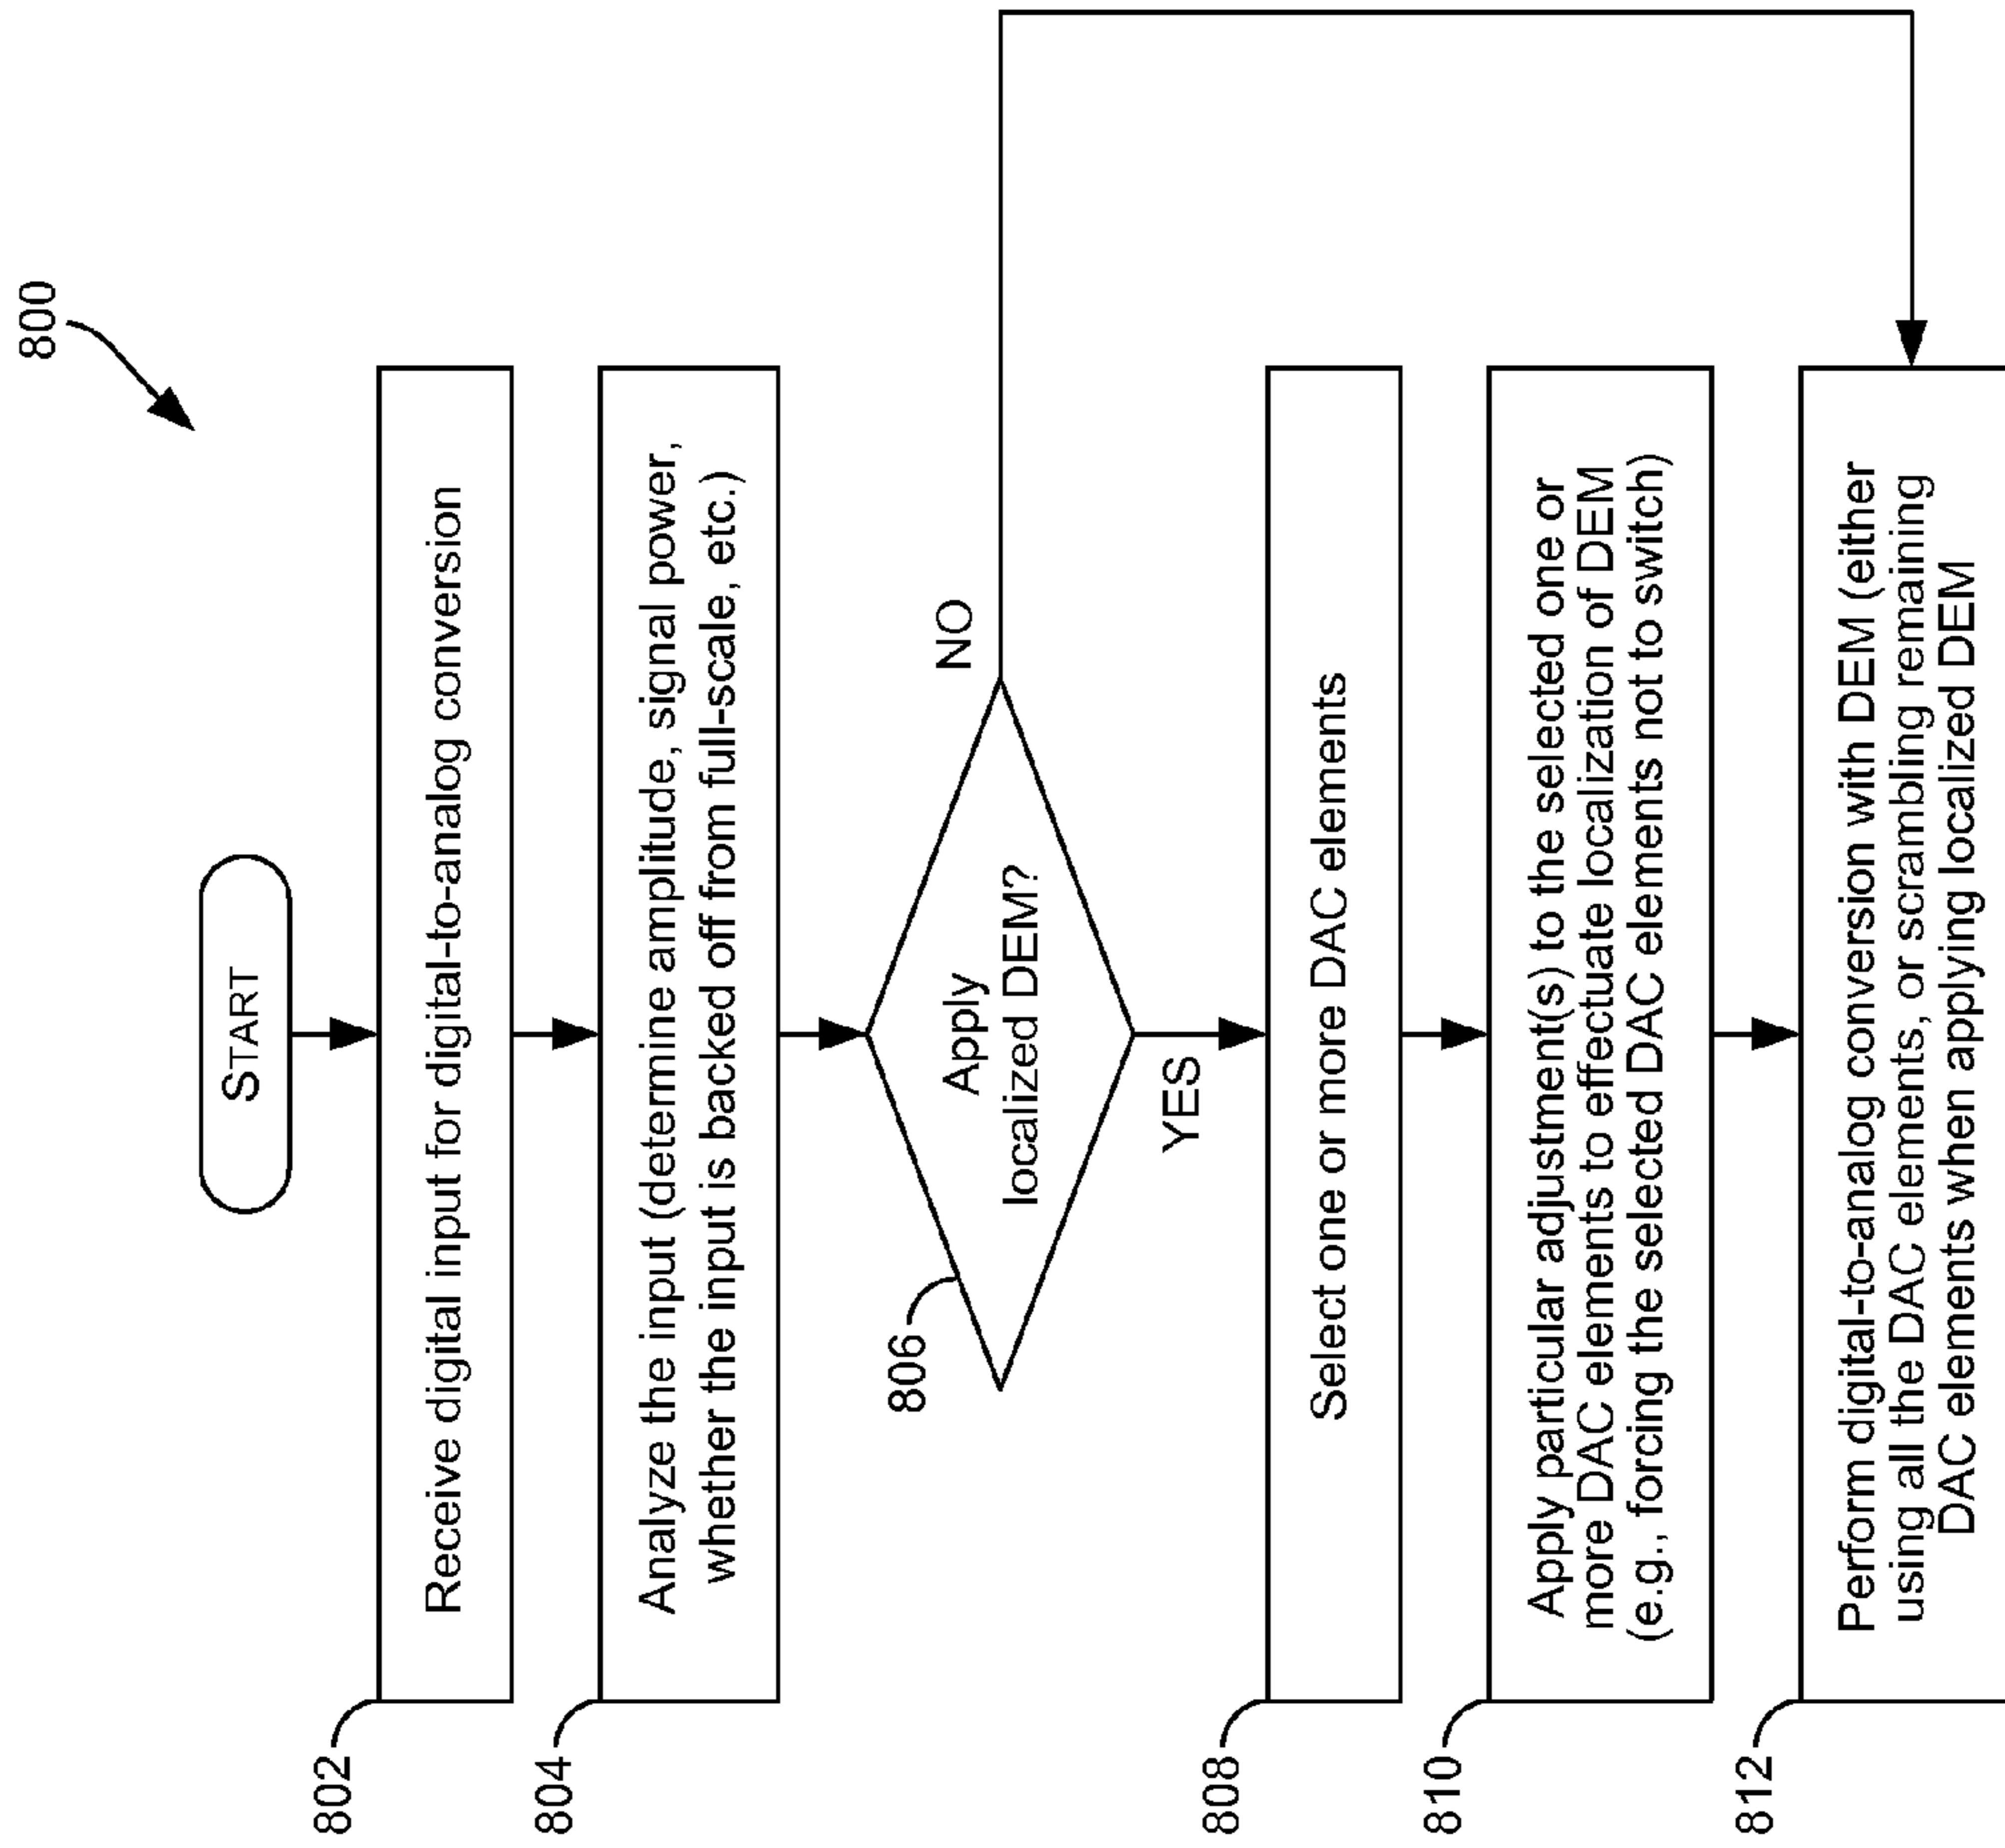 800
START
802
Receive digital input for digital-to-analog conversion
804
Analyze the input (determine amplitude, signal power,
whether the input is backed off from full-scale, etc.)
806
Apply
localized DEM?
NO
YES
808
Select one or more DAC elements
810
Apply particular adjustment(s) to the selected one or
more DAC elements to effectuate localization of DEM
(e.g., forcing the selected DAC elements not to switch)
812
Perform digital-to-analog conversion with DEM (either
using all the DAC elements, or scrambling remaining
DAC elements when applying localized DEM